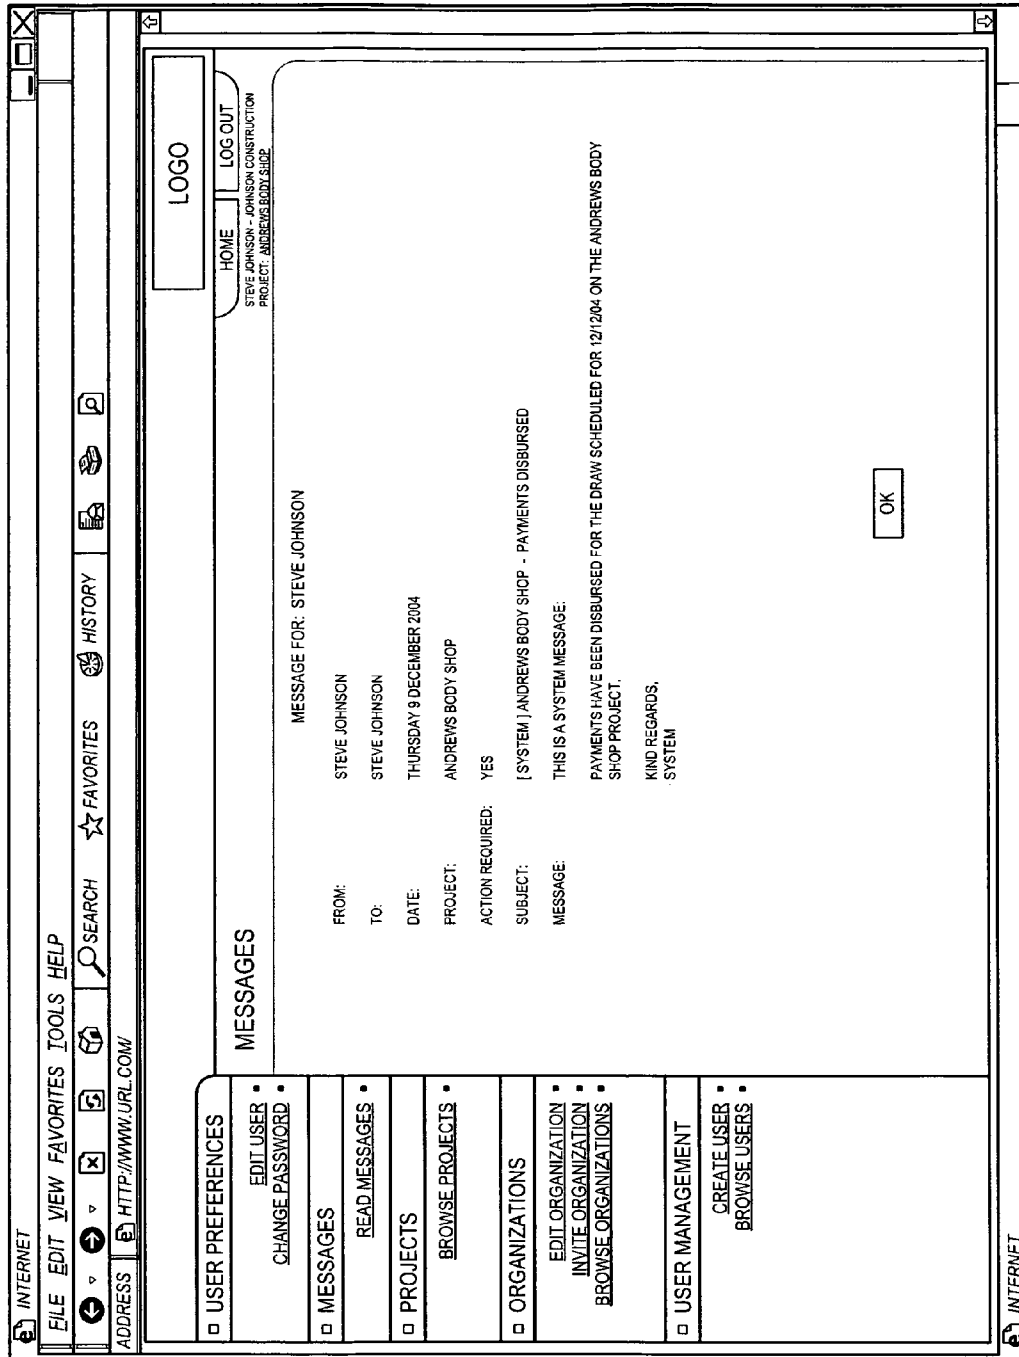 INTERNET
FILE EDIT VIEW FAVORITES TOOLS HELP
SEARCH FAVORITES HISTORY
ADDRESS HTTP://WWW.URL.COM/
LOGO
HOME LOG OUT
STEVE JOHNSON - JOHNSON CONSTRUCTION
PROJECT: ANDREWS BODY SHOP
USER PREFERENCES
EDIT USER
CHANGE PASSWORD
MESSAGES
READ MESSAGES
PROJECTS
BROWSE PROJECTS
ORGANIZATIONS
EDIT ORGANIZATION
INVITE ORGANIZATION
BROWSE ORGANIZATIONS
USER MANAGEMENT
CREATE USER
BROWSE USERS
MESSAGES
MESSAGE FOR: STEVE JOHNSON
FROM: STEVE JOHNSON
TO: STEVE JOHNSON
DATE: THURSDAY 9 DECEMBER 2004
PROJECT: ANDREWS BODY SHOP
ACTION REQUIRED: YES
SUBJECT: [ SYSTEM ] ANDREWS BODY SHOP - PAYMENTS DISBURSED
MESSAGE: THIS IS A SYSTEM MESSAGE:
PAYMENTS HAVE BEEN DISBURSED FOR THE DRAW SCHEDULED FOR 12/12/04 ON THE ANDREWS BODY
SHOP PROJECT.
KIND REGARDS,
SYSTEM
OK
INTERNET